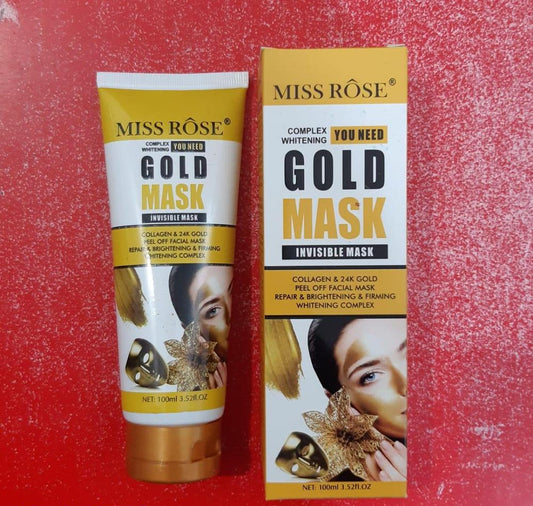 MISS RÔSE®
COMPLEX
WHITENING YOU NEED
GOLD
MASK
INVISIBLE MASK
COLLAGEN & 24K GOLD
PEEL OFF FACIAL MASK
REPAIR & BRIGHTENING & FIRMING
WHITENING COMPLEX
NET: 100ml 3.52fl.OZ
MISS RÔSE®
COMPLEX
WHITENING YOU NEED
GOLD
MASK
INVISIBLE MASK
COLLAGEN & 24K GOLD
PEEL OFF FACIAL MASK
REPAIR & BRIGHTENING & FIRMING
WHITENING COMPLEX
NET: 100ml 3.52fl.OZ